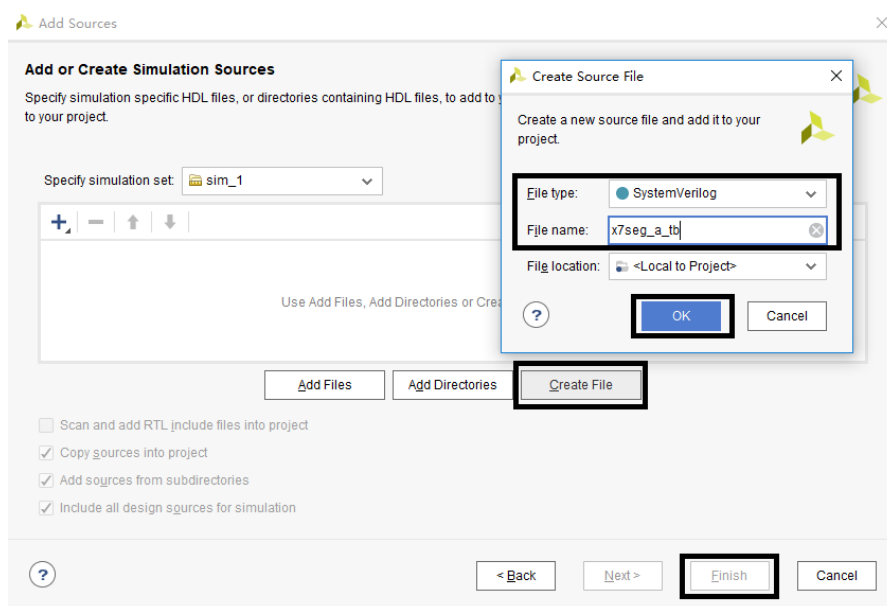 Add Sources
Add or Create Simulation Sources
Specify simulation specific HDL files, or directories containing HDL files, to add to
to your project.
Specify simulation set: sim_1
Use Add Files, Add Directories or
Add Files Add Directories Create File
Scan and add RTL include files into project
Copy sources into project
Add sources from subdirectories
Include all design sources for simulation
? < Back Next > Finish Cancel
Create Source File
Create a new source file and add it to your
project.
File type: SystemVerilog
File name: x7seg_a_tb
File location: <Local to Project>
? OK Cancel